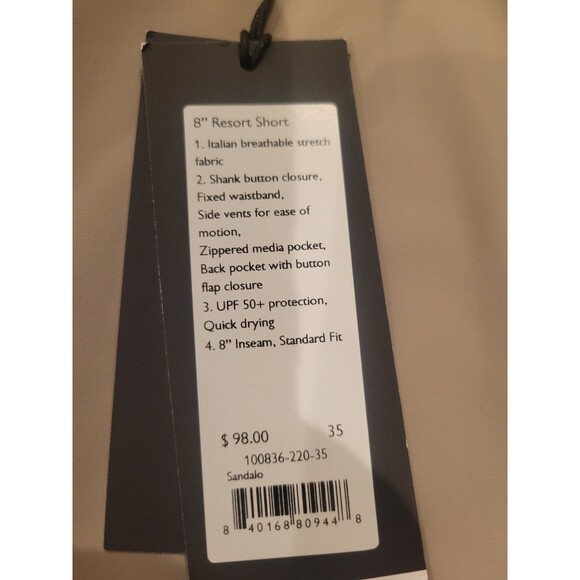 8” Resort Short
1. Italian breathable stretch
fabric
2. Shank button closure,
Fixed waistband,
Side vents for ease of
motion,
Zippered media pocket,
Back pocket with button
flap closure
3. UPF 50+ protection,
Quick drying
4. 8” Inseam, Standard Fit
$ 98.00 35
100836-220-35
Sandalo
8 40168 80944 8